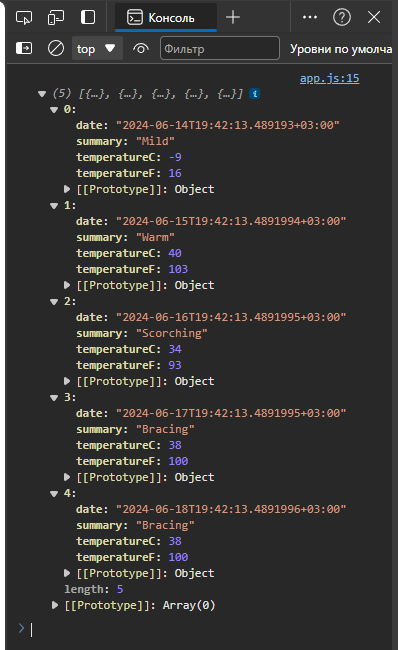 Консоль
top
Фильтр
Уровни по умолча
app.js:15
(5) [{…}, {…}, {…}, {…}, {…}] i
0:
date: "2024-06-14T19:42:13.489193+03:00"
summary: "Mild"
temperatureC: -9
temperatureF: 16
[[Prototype]]: Object
1:
date: "2024-06-15T19:42:13.4891994+03:00"
summary: "Warm"
temperatureC: 40
temperatureF: 103
[[Prototype]]: Object
2:
date: "2024-06-16T19:42:13.4891995+03:00"
summary: "Scorching"
temperatureC: 34
temperatureF: 93
[[Prototype]]: Object
3:
date: "2024-06-17T19:42:13.4891995+03:00"
summary: "Bracing"
temperatureC: 38
temperatureF: 100
[[Prototype]]: Object
4:
date: "2024-06-18T19:42:13.4891996+03:00"
summary: "Bracing"
temperatureC: 38
temperatureF: 100
[[Prototype]]: Object
length: 5
[[Prototype]]: Array(0)